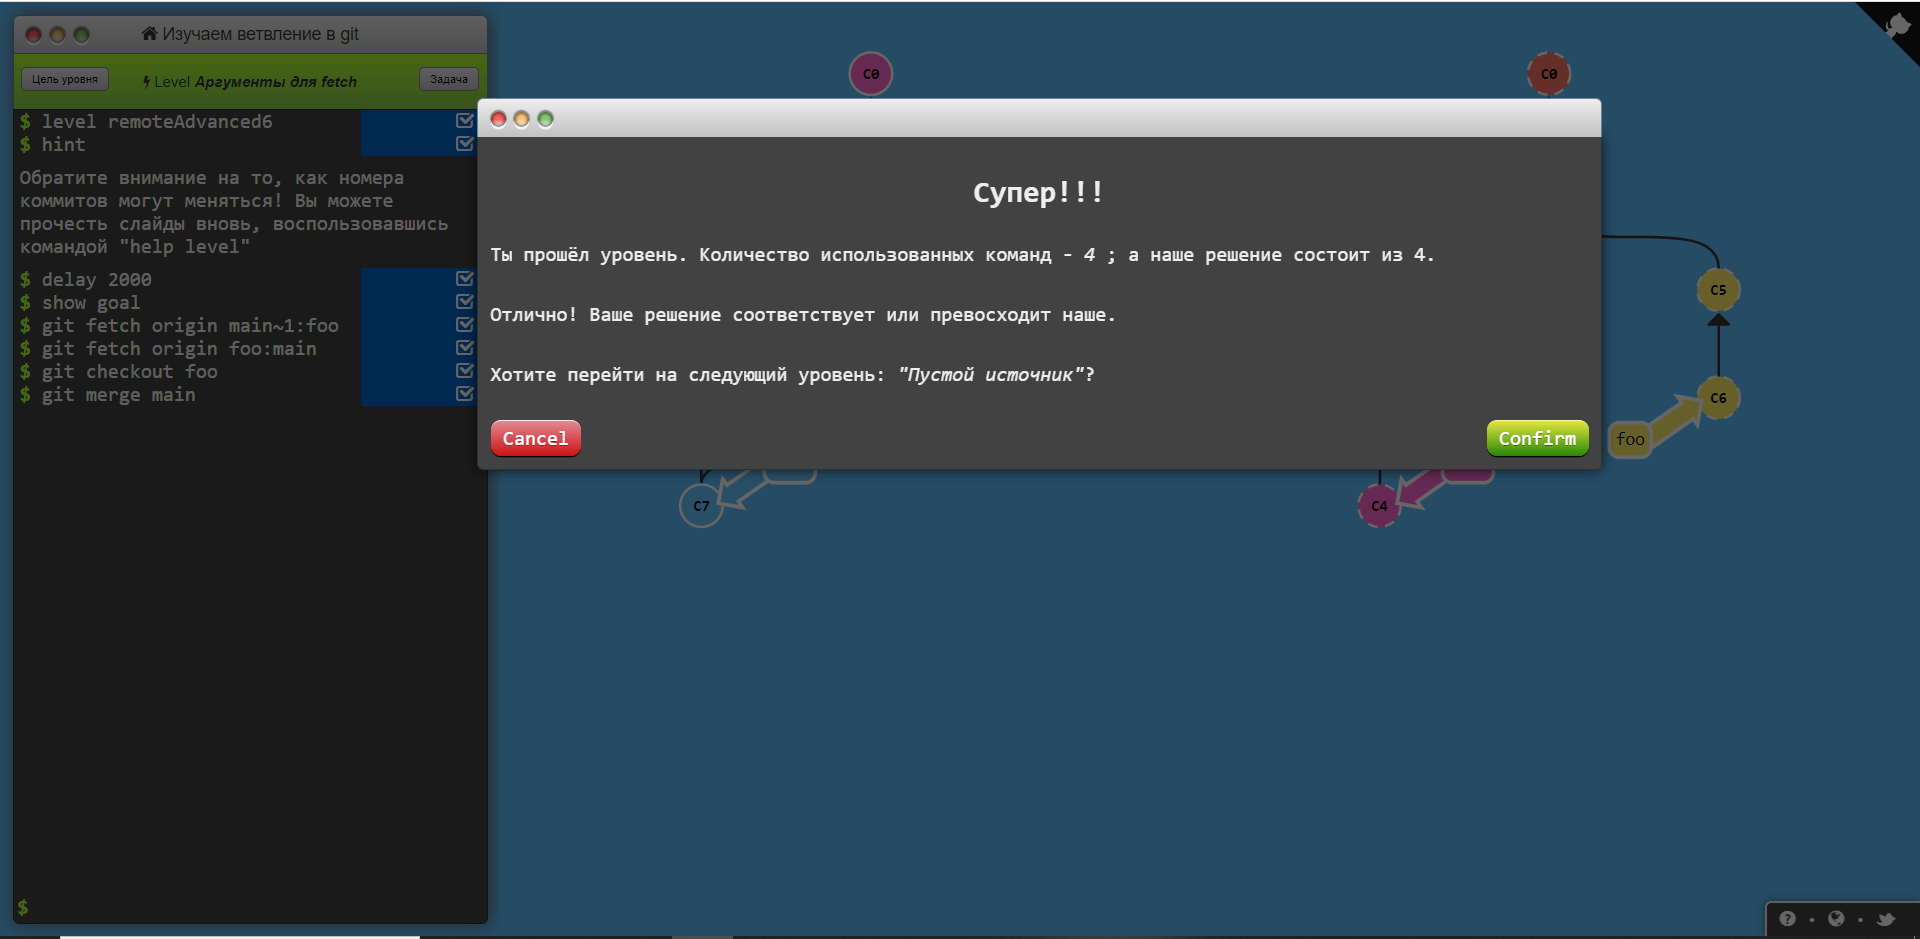 Изучаем ветвление в git
Цель уровня
Level Аргументы для fetch
Задача
$ level remoteAdvanced6
$ hint
Обратите внимание на то, как номера
коммитов могут меняться! Вы можете
прочесть слайды вновь, воспользовавшись
командой "help level"
$ delay 2000
$ show goal
$ git fetch origin main~1:foo
$ git fetch origin foo:main
$ git checkout foo
$ git merge main
$
C0
C0
Супер!!!
Ты прошёл уровень. Количество использованных команд - 4 ; а наше решение состоит из 4.
Отлично! Ваше решение соответствует или превосходит наше.
Хотите перейти на следующий уровень: "Пустой источник"?
Cancel
Confirm
C5
C6
foo
C7
C4